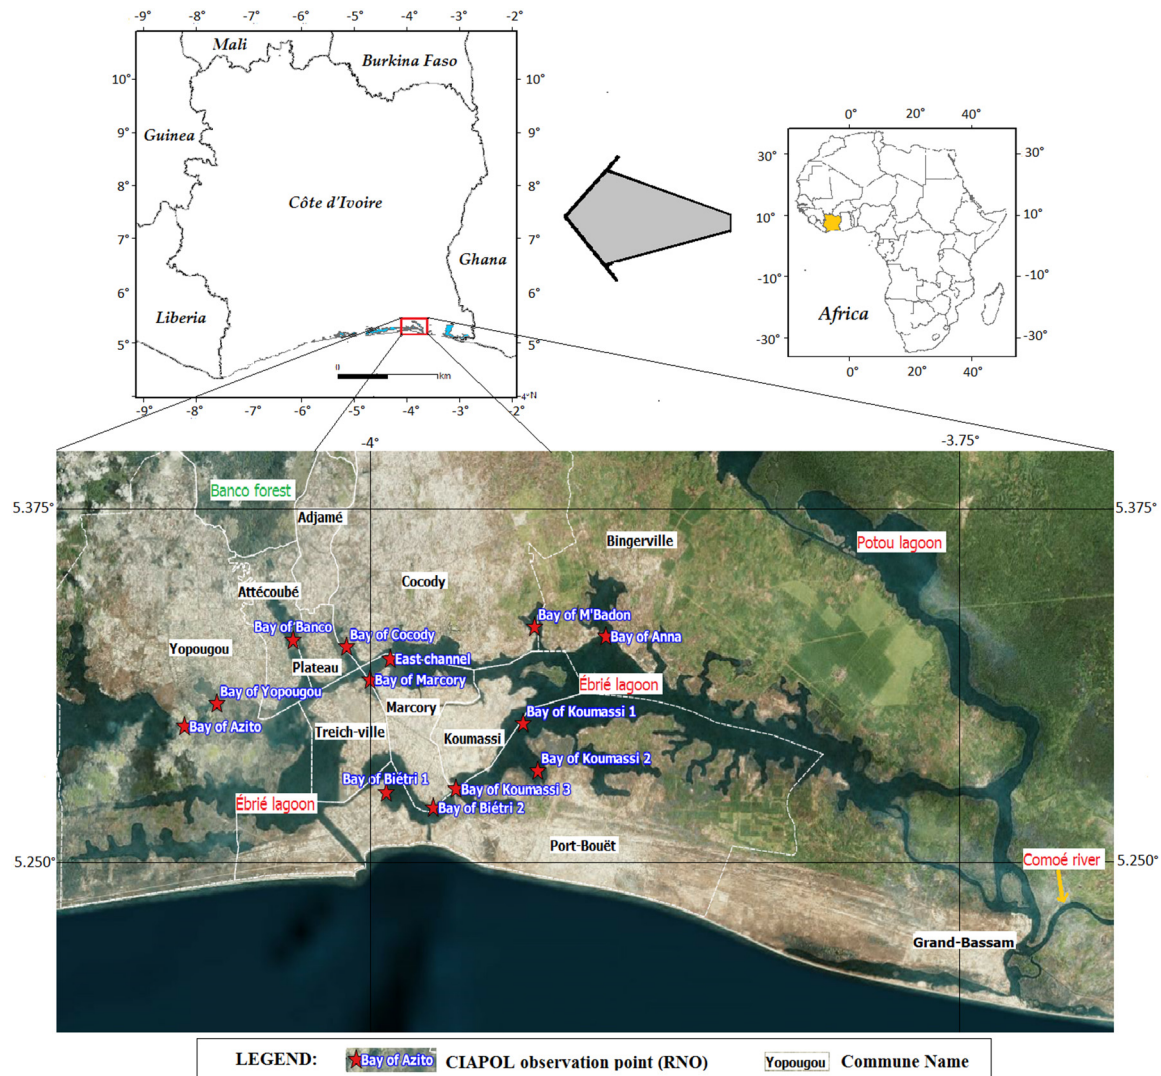 -9° -8° -7° -6° -5° -4° -3° -2°
Mali
Burkina Faso
10°
10°
Guinea
9°
9°
8°
8°
Côte d'Ivoire
7°
7°
Ghana
6°
6°
Liberia
5°
5°
km
4°N
-9° -8° -7° -6° -5° -4° -3° -2°
0° 20° 40°
30°
30°
10°
10°
-10°
-10°
Africa
-30°
-30°
0° 20° 40°
-4°
-3.75°
Banco forest
5.375°
5.375°
Adjamé
Bingerville
Potou lagoon
Cocody
Attécoubé
Bay of M'Badon
Bay of Banco
Bay of Cocody
Bay of Anna
Yopougou
East-channel
Plateau
Bay of Marcory
Ébrié lagoon
Bay of Yopougou
Marcory
Bay of Koumassi 1
Bay of Azito
Treich-ville
Koumassi
Bay of Koumassi 2
Bay of Biétri 1
Bay of Koumassi 3
Ébrié lagoon
Bay of Biétri 2
Port-Bouët
5.250°
5.250°
Comoé river
Grand-Bassam
LEGEND: Bay of Azito CIAPOL observation point (RNO) Yopougou Commune Name